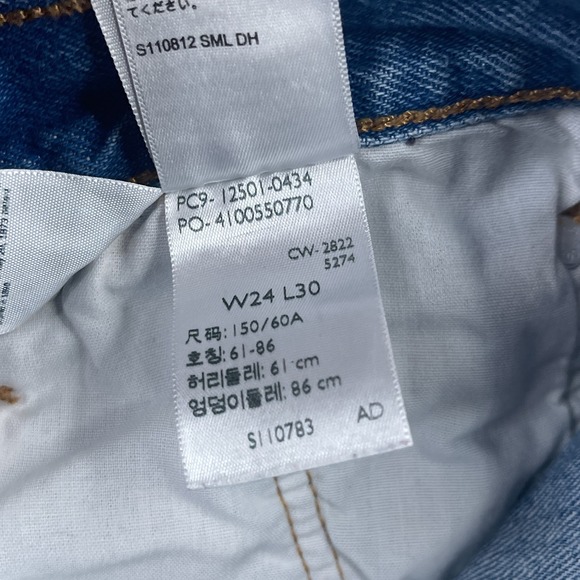 てください.
S110812 SML DH
PC9- 12501-0434
PO- 4100550770
CW- 2822
5274
W24 L30
尺码: 150/60A
호칭: 61-86
허리둘레: 61 cm
엉덩이둘레: 86 cm
S110783 AD